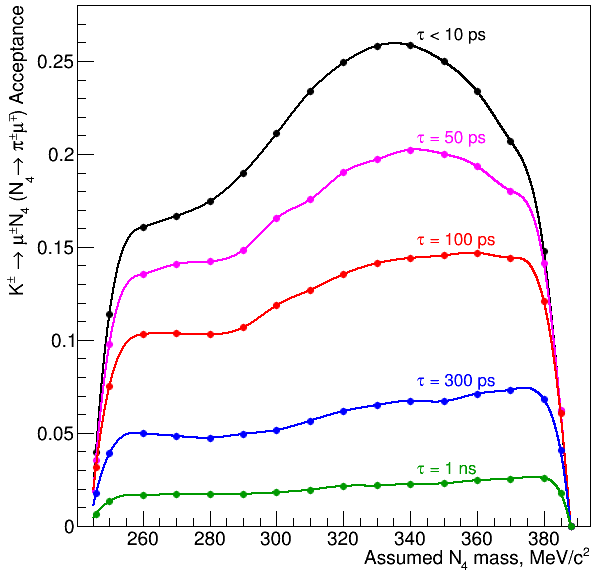 K± → μ±N₄ (N₄ → π±μ∓) Acceptance
0.25
0.2
0.15
0.1
0.05
0
τ < 10 ps
τ = 50 ps
τ = 100 ps
τ = 300 ps
τ = 1 ns
260 280 300 320 340 360 380
Assumed N₄ mass, MeV/c²